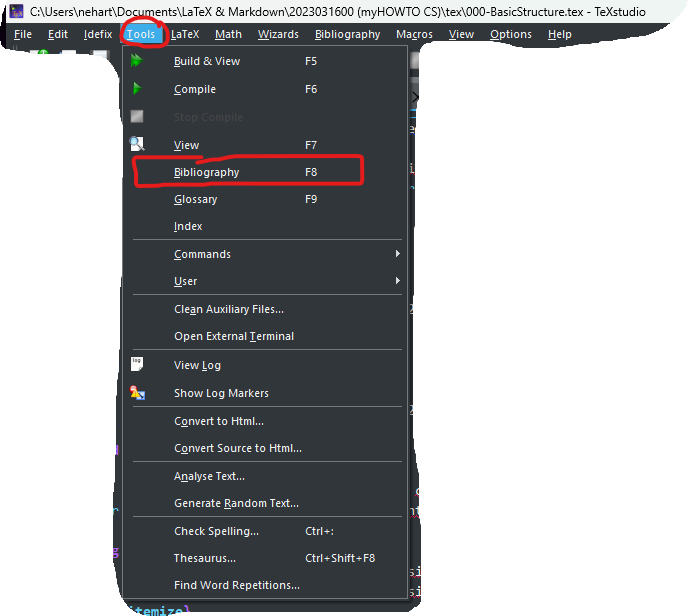 C:\Users\nehart\Documents\LaTeX & Markdown\2023031600 (myHOWTO CS)\tex\000-BasicStructure.tex - TeXstudio
File Edit Idefix Tools LaTeX Math Wizards Bibliography Macros View Options Help
Build & View F5
Compile F6
Stop Compile
View F7
Bibliography F8
Glossary F9
Index
Commands
User
Clean Auxiliary Files...
Open External Terminal
log View Log
Show Log Markers
Convert to Html...
Convert Source to Html...
Analyse Text...
Generate Random Text...
Check Spelling... Ctrl+:
Thesaurus... Ctrl+Shift+F8
Find Word Repetitions...
itemize}